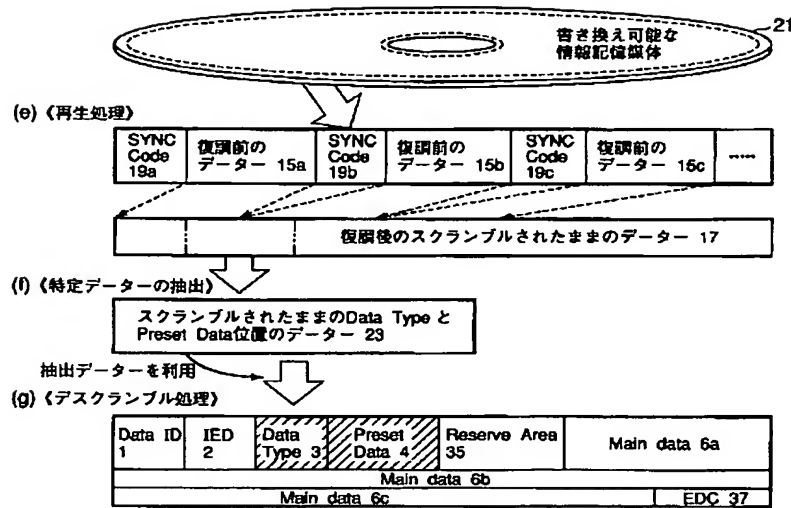 書き換え可能な
情報記憶媒体
21
(e)《再生処理》
SYNC
Code
19a
復調前の
データー 15a
SYNC
Code
19b
復調前の
データー 15b
SYNC
Code
19c
復調前の
データー 15c
.....
復調後のスクランブルされたままのデーター 17
(f)《特定データーの抽出》
スクランブルされたままのData Type と
Preset Data位置のデーター 23
抽出データーを利用
(g)《デスクランブル処理》
Data ID
1
IED
2
Data
Type 3
Preset
Data 4
Reserve Area
35
Main data 6a
Main data 6b
Main data 6c
EDC 37